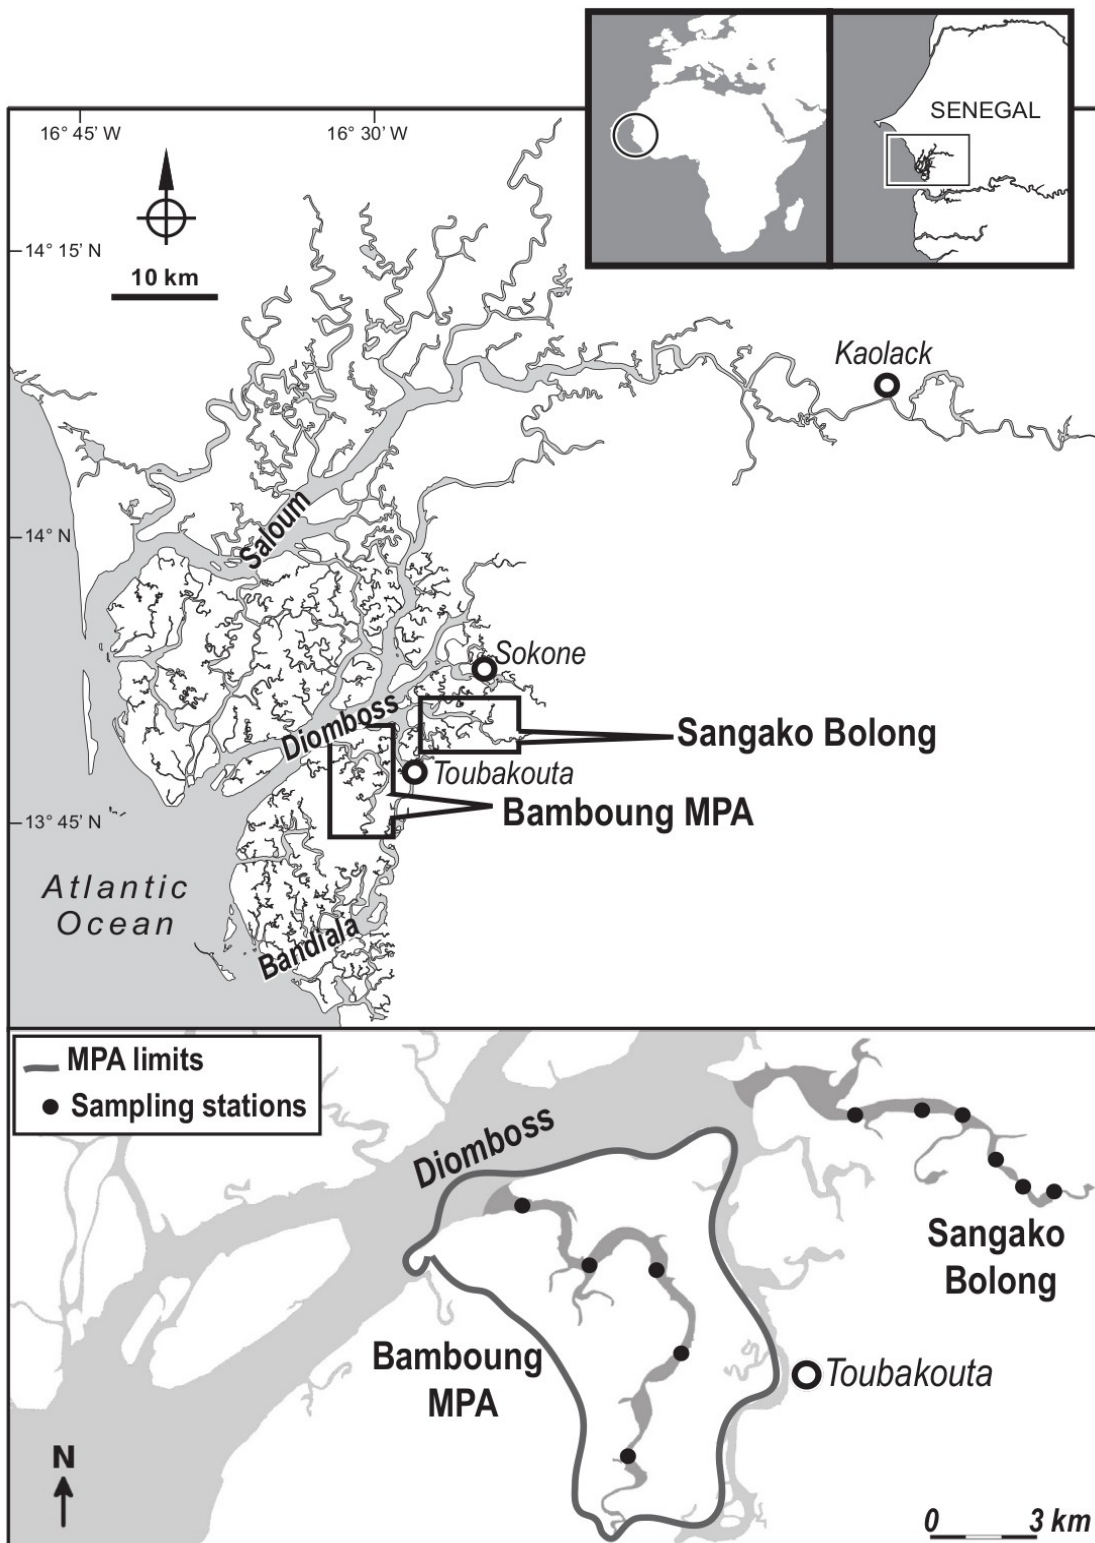 SENEGAL
16° 45' W
16° 30' W
14° 15' N
10 km
Kaolack
14° N
Saloum
Sokone
Diomboss
Sangako Bolong
Toubakouta
Bamboung MPA
13° 45' N
Atlantic
Ocean
Bandiala
MPA limits
Sampling stations
Diomboss
Sangako
Bolong
Bamboung
MPA
Toubakouta
N
0 3 km